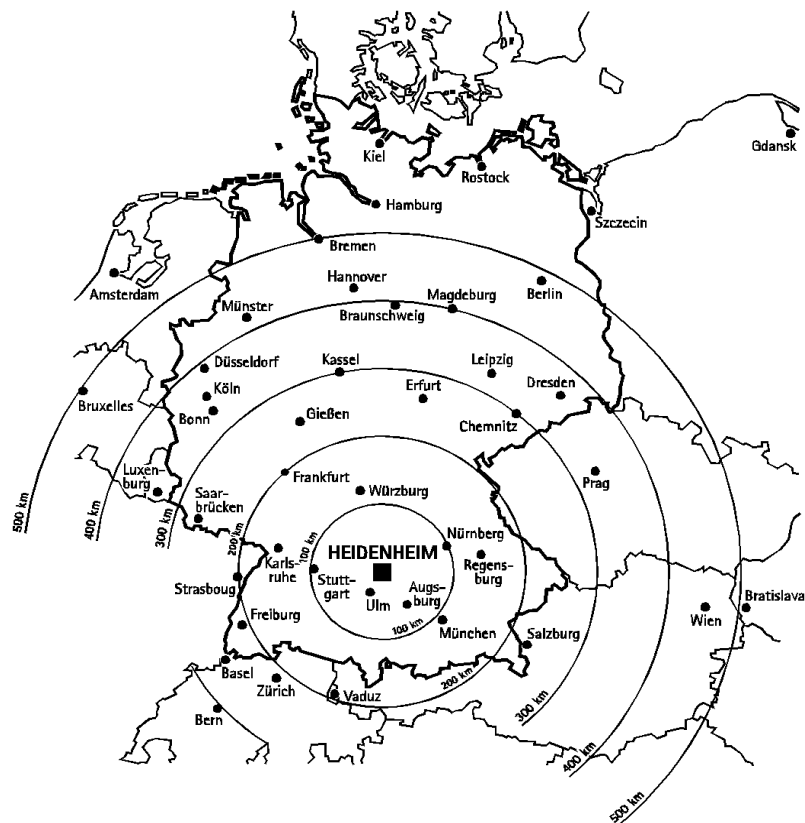 Kiel
Rostock
Gdansk
Hamburg
Szczecin
Bremen
Amsterdam
Hannover
Berlin
Münster
Magdeburg
Braunschweig
Düsseldorf
Kassel
Leipzig
Köln
Erfurt
Dresden
Bruxelles
Bonn
Gießen
Chemnitz
Luxen-
burg
Frankfurt
Prag
Saar-
brücken
Würzburg
500 km
400 km
300 km
200 km
100 km
Nürnberg
HEIDENHEIM
Karls-
ruhe
Regens-
burg
Strasboug
Stutt-
gart
Ulm
Augs-
burg
Freiburg
100 km
München
Salzburg
Wien
Bratislava
Basel
Zürich
Vaduz
200 km
Bern
300 km
400 km
500 km